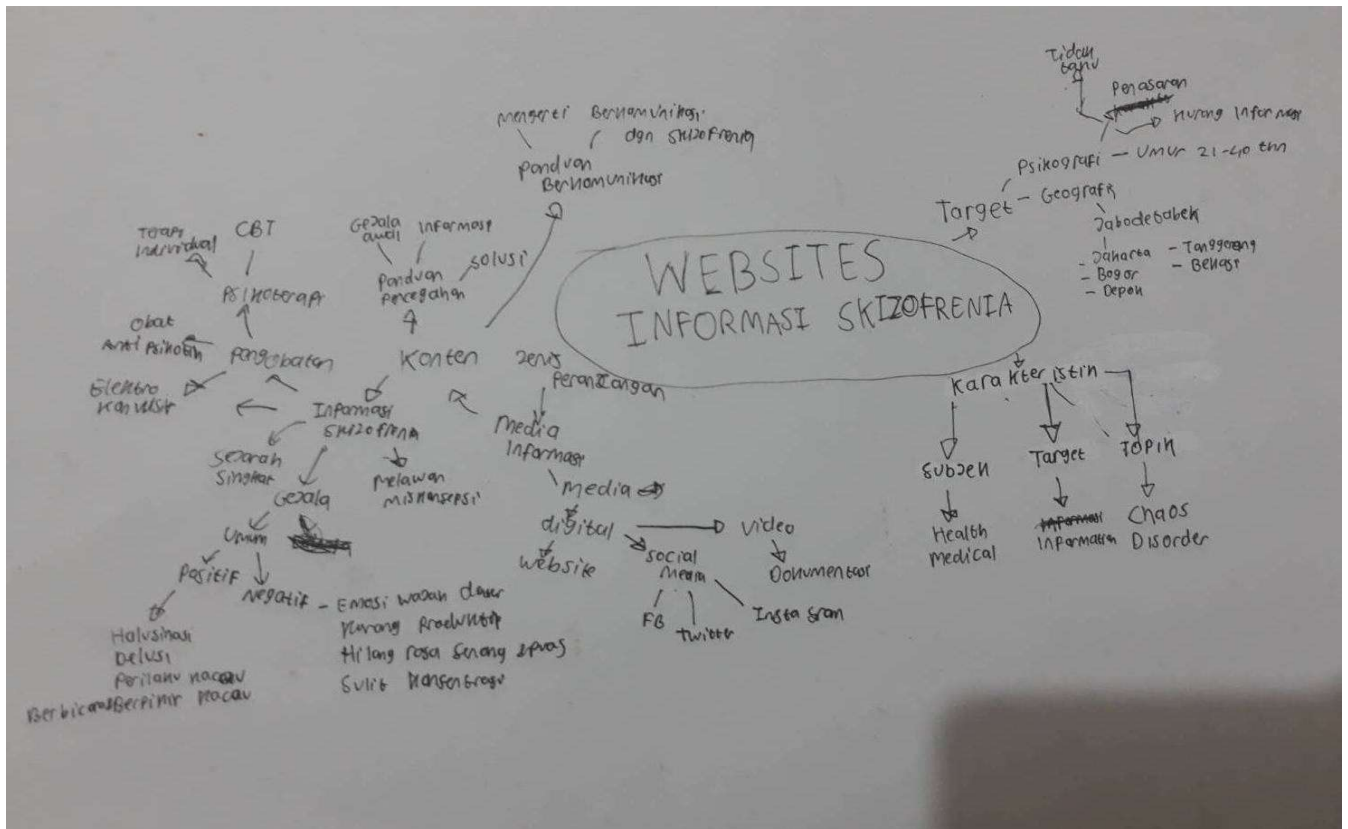 WEBSITES
INFORMASI SKIZOFRENIA
Target
Psikografi - Umur 21-40 thn
Penasaran
Kurang Informasi
Geografi
Jabodetabek
- Jakarta
- Bogor
- Depok
- Tanggerang
- Bekasi
Karakteristik
Subjek
Health
Medical
Target
Information
Topik
Chaos
Disorder
Jenis
Perancangan
Media
Informasi
Media
digital
Website
Social
Media
FB
Twitter
Instagram
Video
Dokumenter
Konten
Panduan
Berkomunikasi
Mengerti
Berkomunikasi
dgn Skizofrenia
Panduan
Pencegahan
Gejala
Informasi
Solusi
Informasi
Skizofrenia
Pengobatan
Psikoterapi
Terapi
Individual
CBT
Obat
Anti Psikotik
Elektro
Konvulsif
Sejarah
Singkat
Melawan
Miskonsepsi
Gejala
Umum
Positif
Halusinasi
Delusi
Perilaku Kacau
Berbicara Berpikir Kacau
Negatif - Emosi wajah datar
Kurang Produktif
Hilang rasa senang & puas
Sulit Konsentrasi